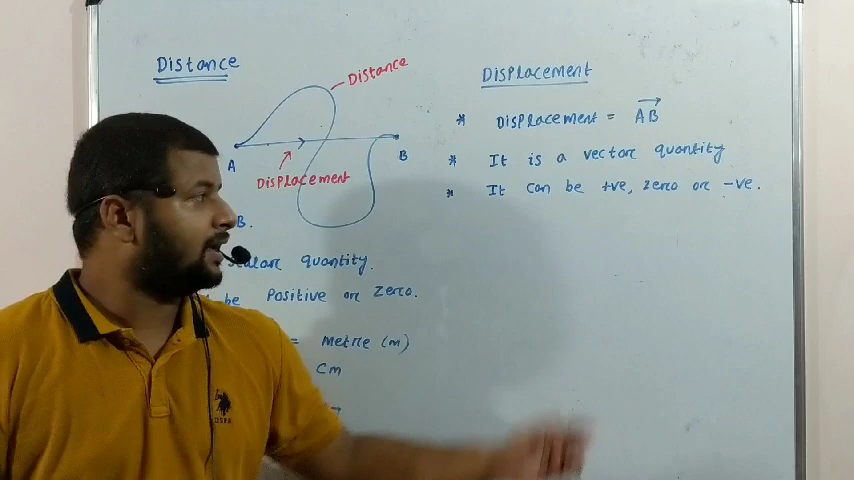 Distance
Distance
A
B
Displacement
B.
scalar quantity.
be Positive or Zero.
= Metre (m)
Cm
Displacement
* Displacement = AB
* It is a vector quantity
* It can be +ve, zero or -ve.